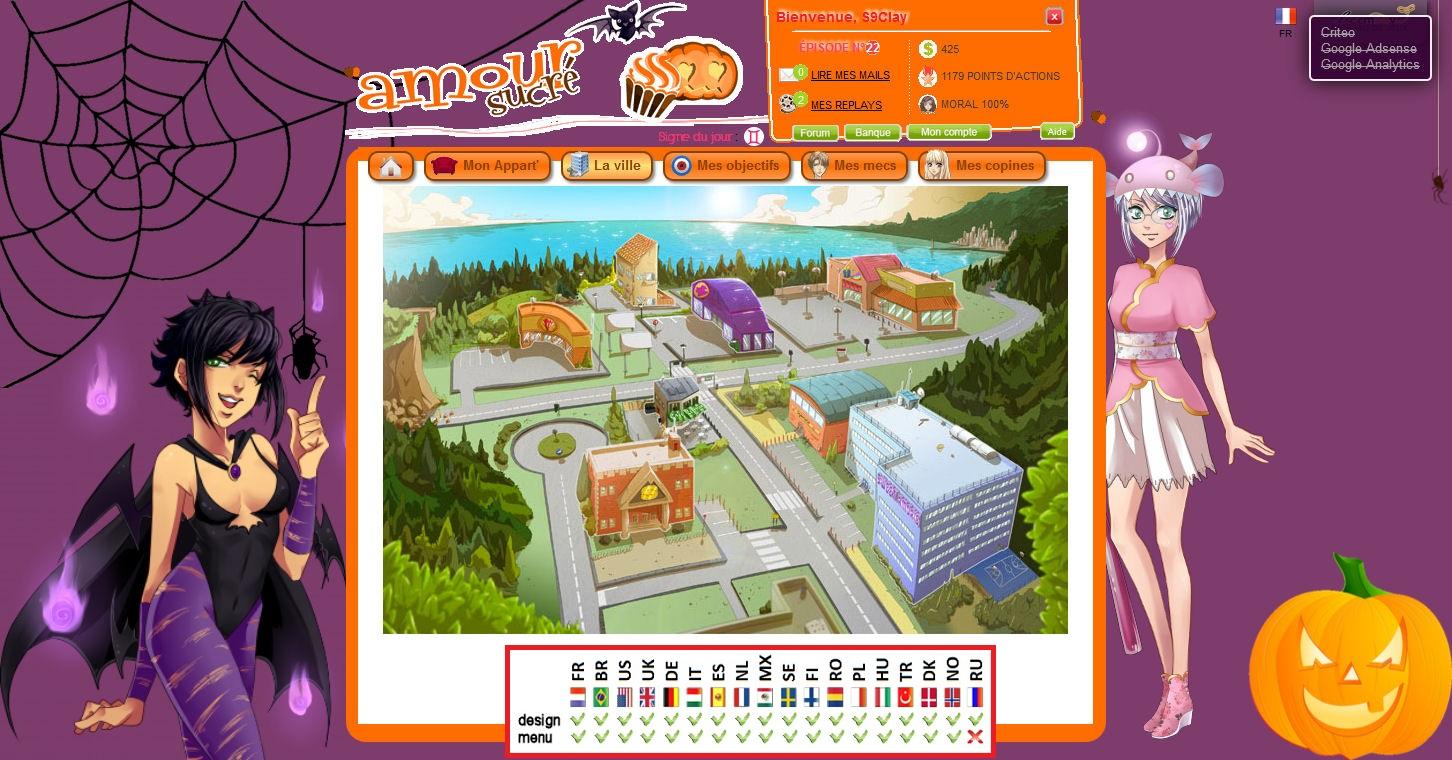 amour
sucré
Bienvenue, S9Clay
x
ÉPISODE N°22
0 LIRE MES MAILS
2 MES REPLAYS
$ 425
1179 POINTS D'ACTIONS
MORAL 100%
Signe du jour :
Forum
Banque
Mon compte
Aide
FR
Criteo
Google Adsense
Google Analytics
Mon Appart'
La ville
Mes objectifs
Mes mecs
Mes copines
FR BR US UK DE IT ES NL MX SE FI RO PL HU TR DK NO RU
design
menu